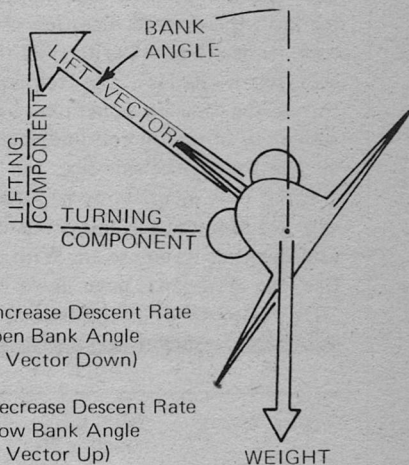 BANK
ANGLE
LIFT VECTOR
LIFTING
COMPONENT
TURNING
COMPONENT
ncrease Descent Rate
pen Bank Angle
Vector Down)
ecrease Descent Rate
ow Bank Angle
Vector Up)
WEIGHT